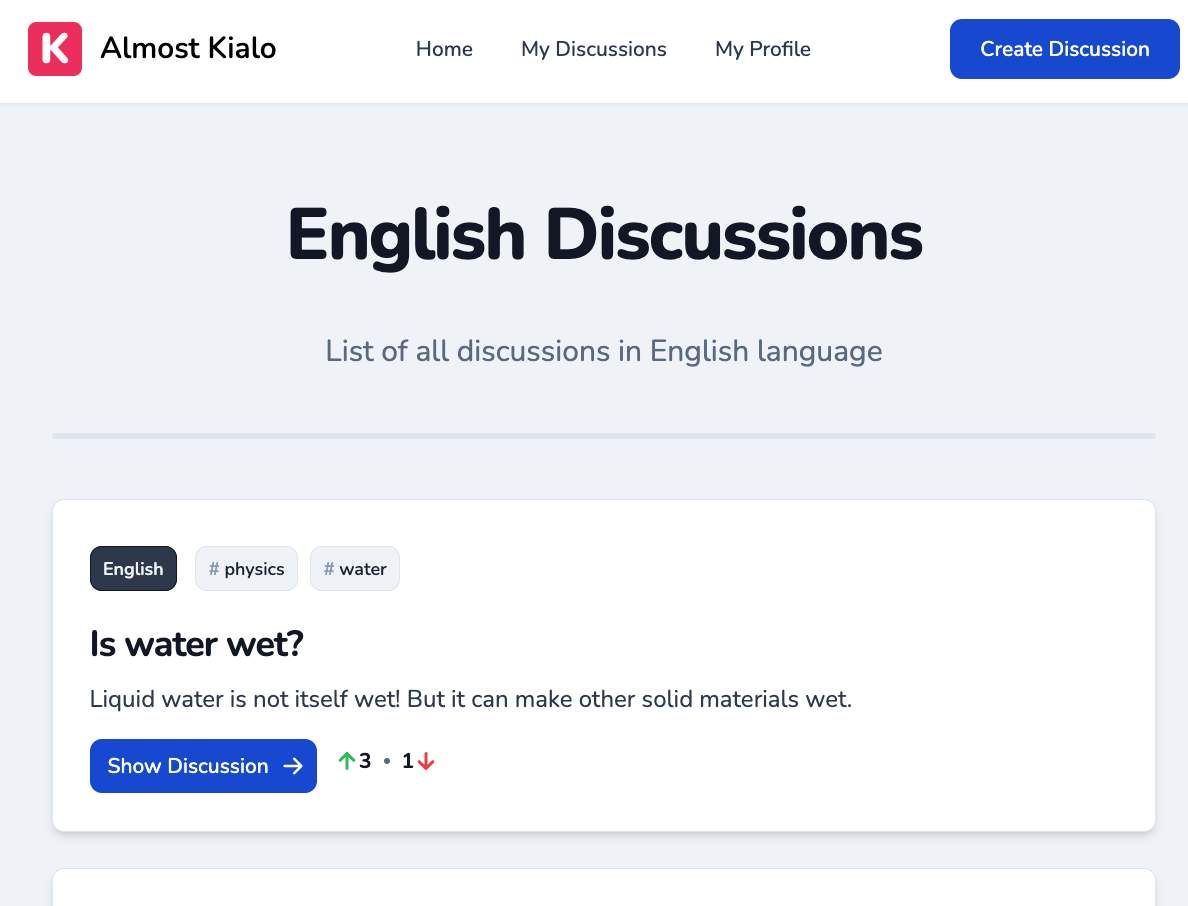 K Almost Kialo Home My Discussions My Profile Create Discussion
English Discussions
List of all discussions in English language
English # physics # water
Is water wet?
Liquid water is not itself wet! But it can make other solid materials wet.
Show Discussion → ↑3 • 1↓